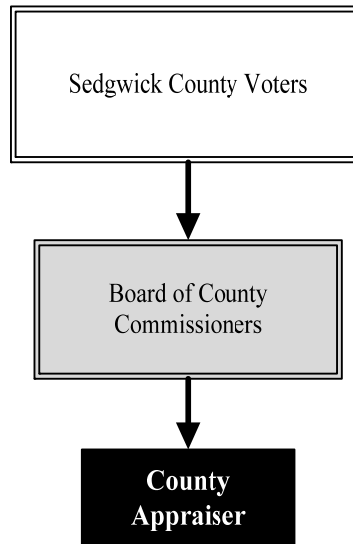 Sedgwick County Voters
Board of County
Commissioners
County
Appraiser